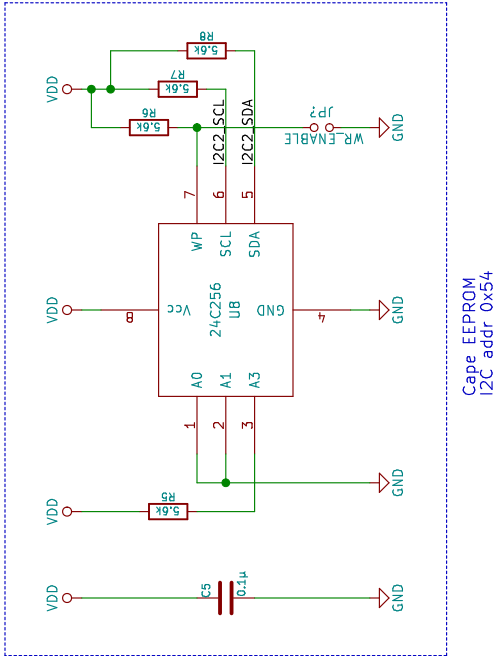 R8
5.6k
R7
5.6k
VDD
R6
5.6k
I2C2_SCL
I2C2_SDA
JP?
WR_ENABLE
GND
7
6
5
WP
SCL
SDA
VDD
8
Vcc
24C256
U8
GND
4
GND
A0
A1
A3
1
2
3
GND
VDD
R5
5.6k
VDD
C5
0.1µ
GND
Cape EEPROM
I2C addr 0x54